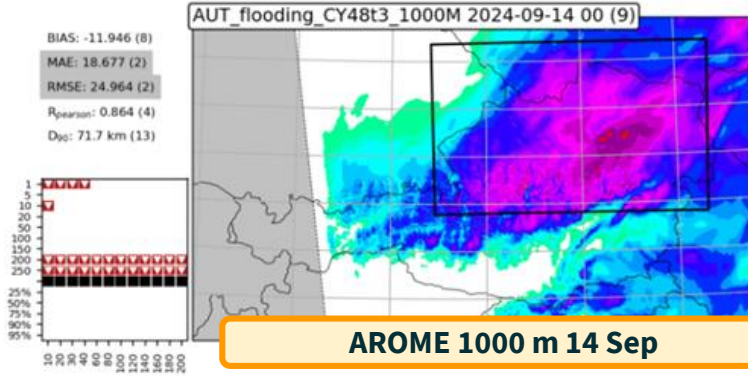 AUT_flooding_CY48t3_1000M 2024-09-14 00 (9)
BIAS: -11.946 (8)
MAE: 18.677 (2)
RMSE: 24.964 (2)
Rpearson: 0.864 (4)
D90: 71.7 km (13)
1
5
10
20
50
100
150
200
250
25%
50%
75%
90%
95%
10 20 30 40 60 80 100 120 140 160 180 200
AROME 1000 m 14 Sep